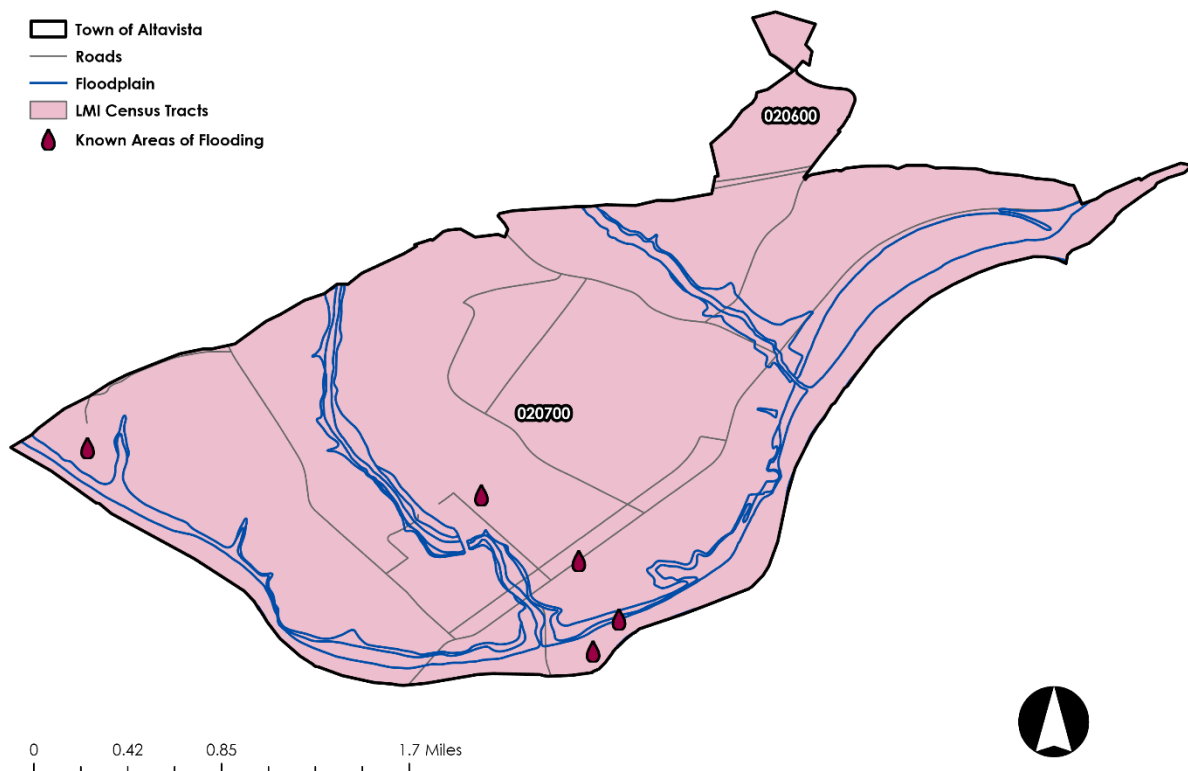 Town of Altavista
Roads
Floodplain
LMI Census Tracts
Known Areas of Flooding
020600
020700
0 0.42 0.85 1.7 Miles